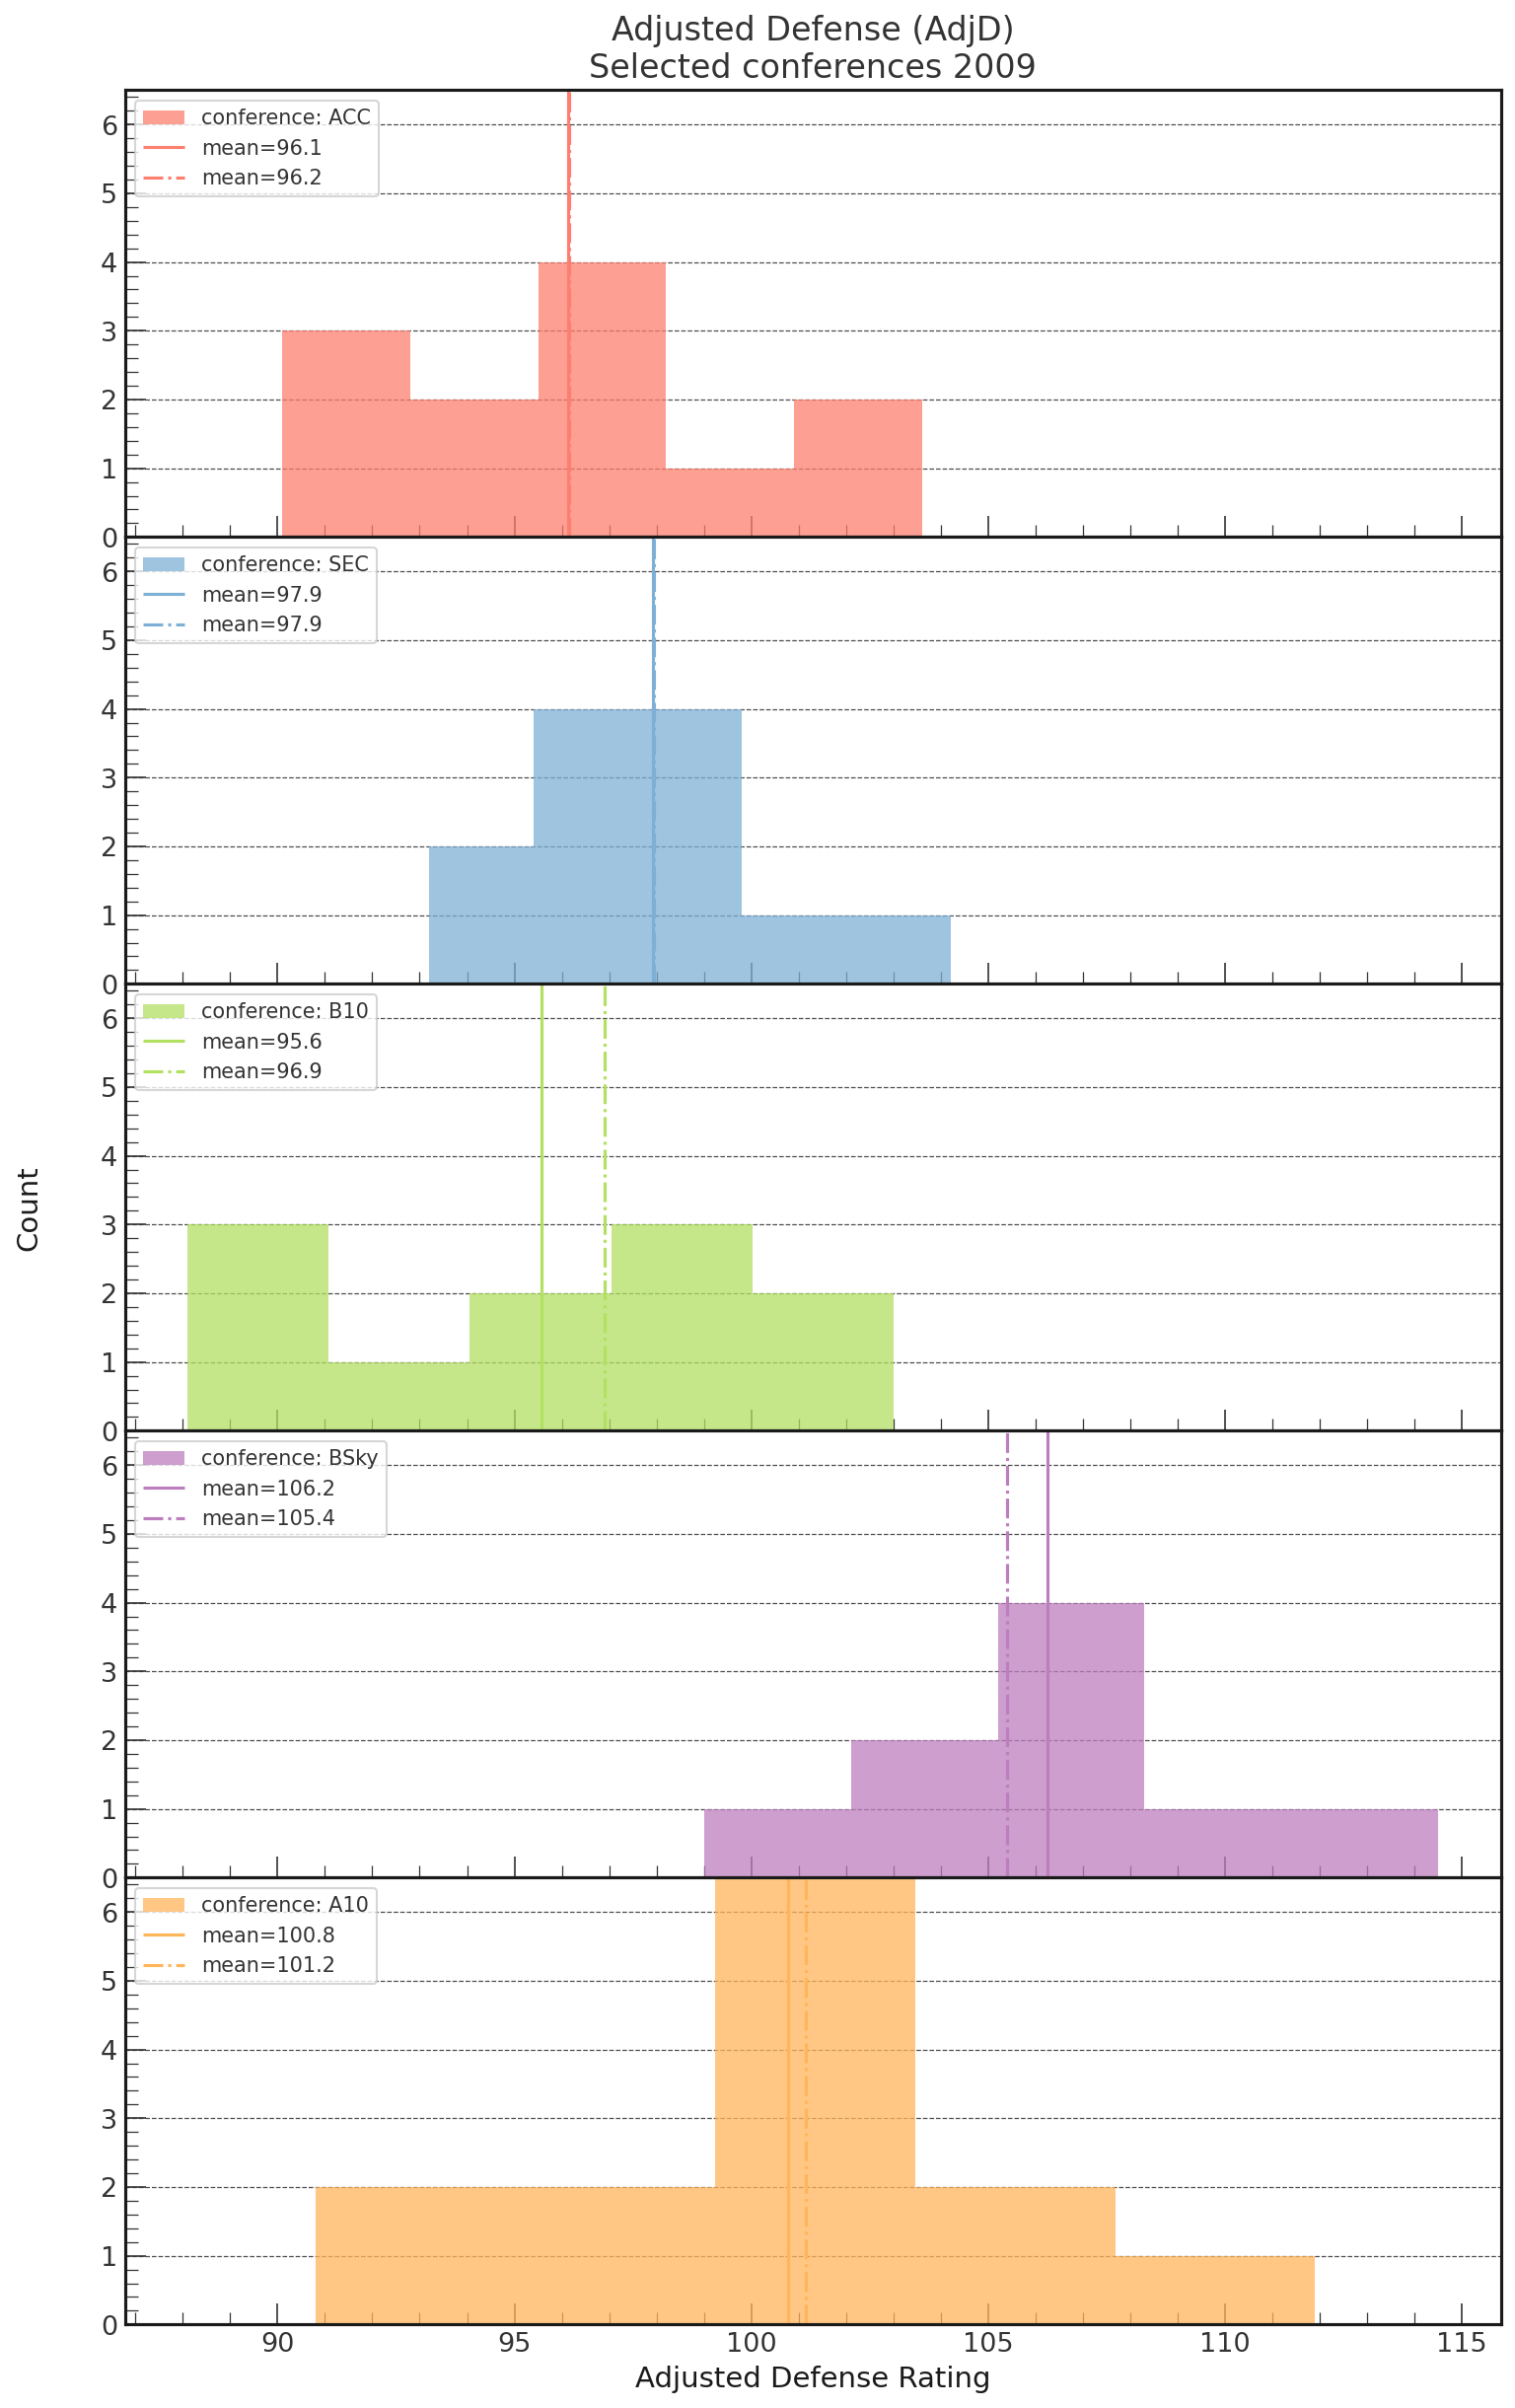 Adjusted Defense (AdjD)
Selected conferences 2009
conference: ACC
mean=96.1
mean=96.2
6
5
4
3
2
1
0
conference: SEC
mean=97.9
mean=97.9
6
5
4
3
2
1
0
conference: B10
mean=95.6
mean=96.9
6
5
4
3
2
1
0
conference: BSky
mean=106.2
mean=105.4
6
5
4
3
2
1
0
conference: A10
mean=100.8
mean=101.2
6
5
4
3
2
1
0
Count
90 95 100 105 110 115
Adjusted Defense Rating